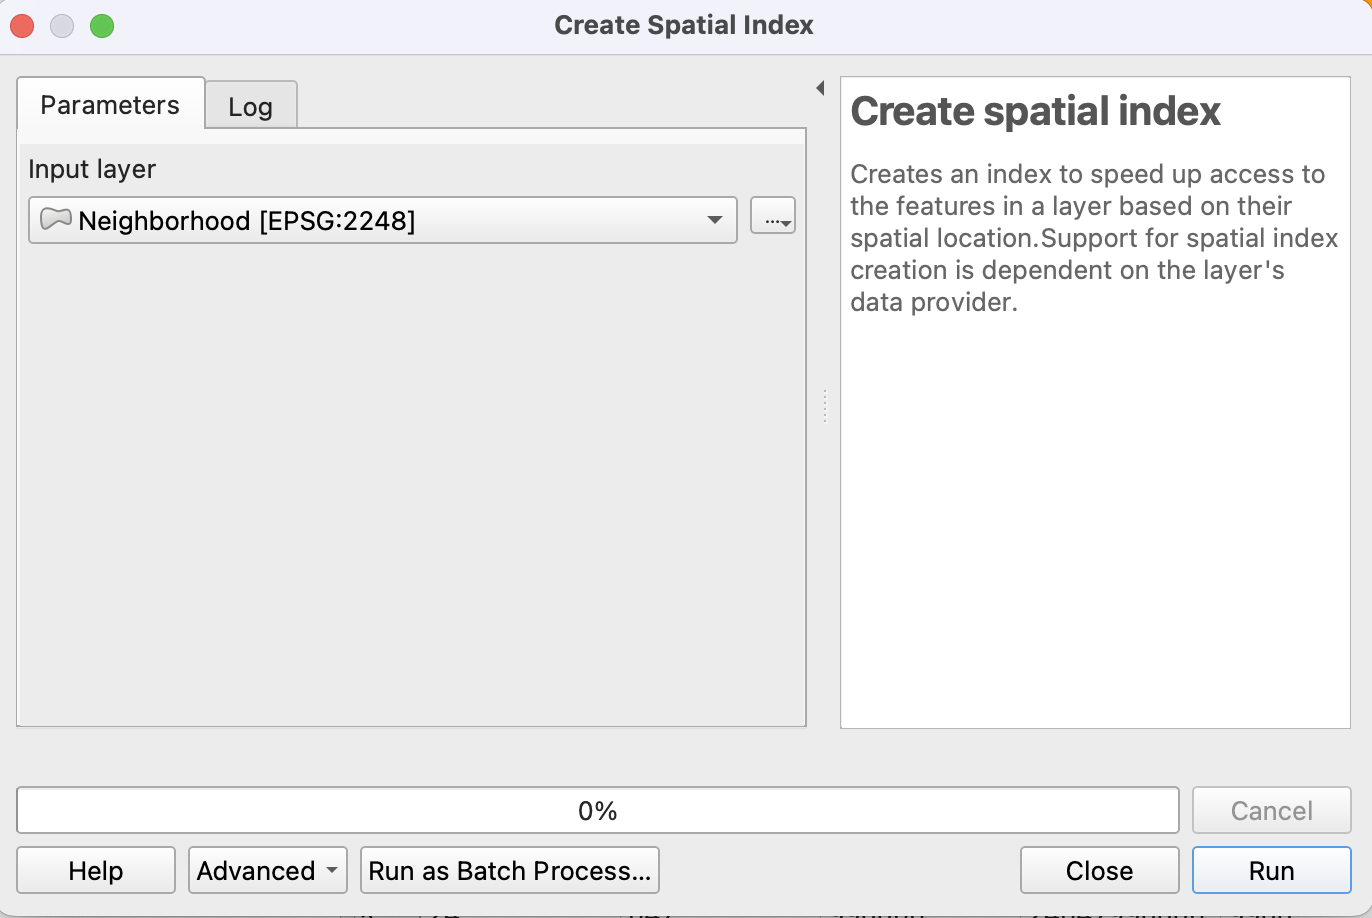 Create Spatial Index
Parameters
Log
Input layer
Neighborhood [EPSG:2248]
...
Create spatial index
Creates an index to speed up access to
the features in a layer based on their
spatial location.Support for spatial index
creation is dependent on the layer's
data provider.
0%
Cancel
Help
Advanced
Run as Batch Process...
Close
Run